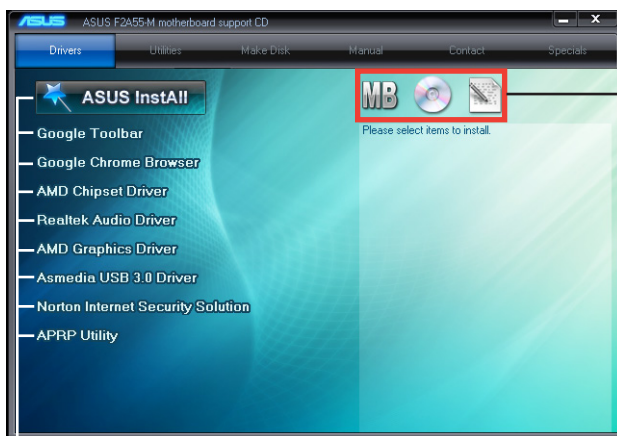 ASUS ASUS F2A55-M motherboard support CD
Drivers Utilities Make Disk Manual Contact Specials
ASUS InstAll
MB
Please select items to install.
Google Toolbar
Google Chrome Browser
AMD Chipset Driver
Realtek Audio Driver
AMD Graphics Driver
Asmedia USB 3.0 Driver
Norton Internet Security Solution
APRP Utility